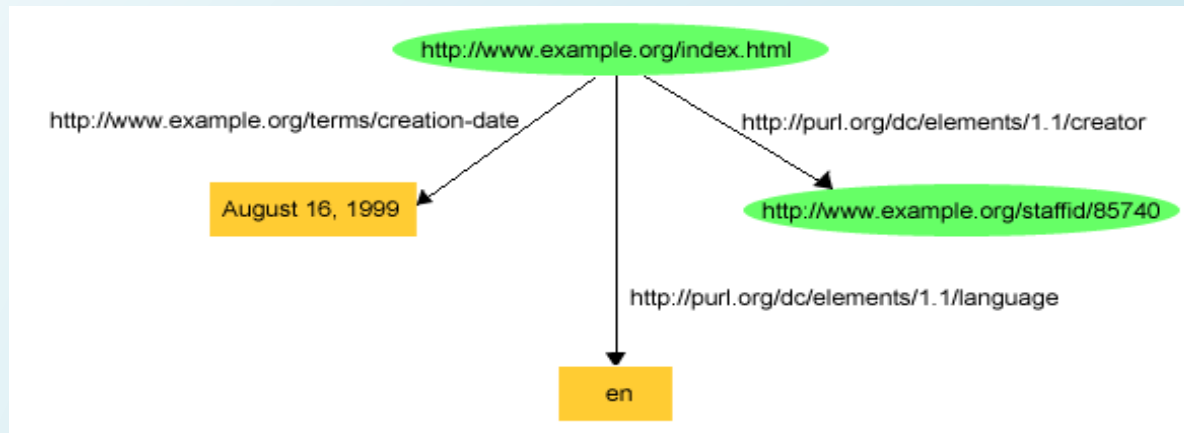 http://www.example.org/index.html
http://www.example.org/terms/creation-date
http://purl.org/dc/elements/1.1/creator
August 16, 1999
http://www.example.org/staffid/85740
http://purl.org/dc/elements/1.1/language
en